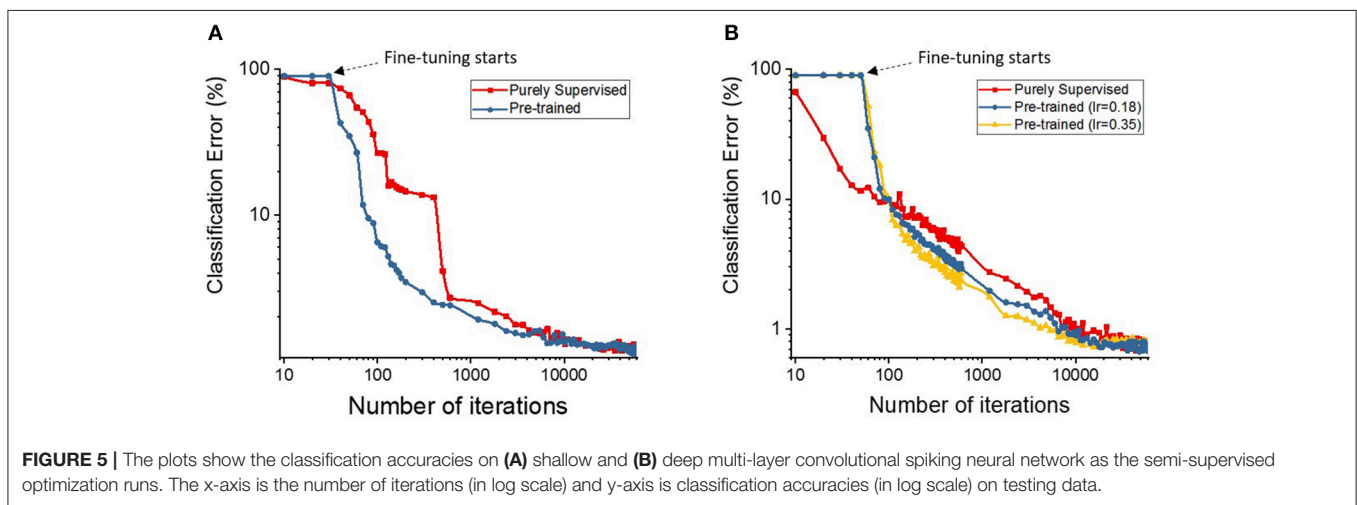 A
Fine-tuning starts
100
10
Classification Error (%)
Purely Supervised
Pre-trained
10
100
1000
10000
Number of iterations
B
Fine-tuning starts
100
10
1
Classification Error (%)
Purely Supervised
Pre-trained (lr=0.18)
Pre-trained (lr=0.35)
10
100
1000
10000
Number of iterations
FIGURE 5 | The plots show the classification accuracies on (A) shallow and (B) deep multi-layer convolutional spiking neural network as the semi-supervised
optimization runs. The x-axis is the number of iterations (in log scale) and y-axis is classification accuracies (in log scale) on testing data.